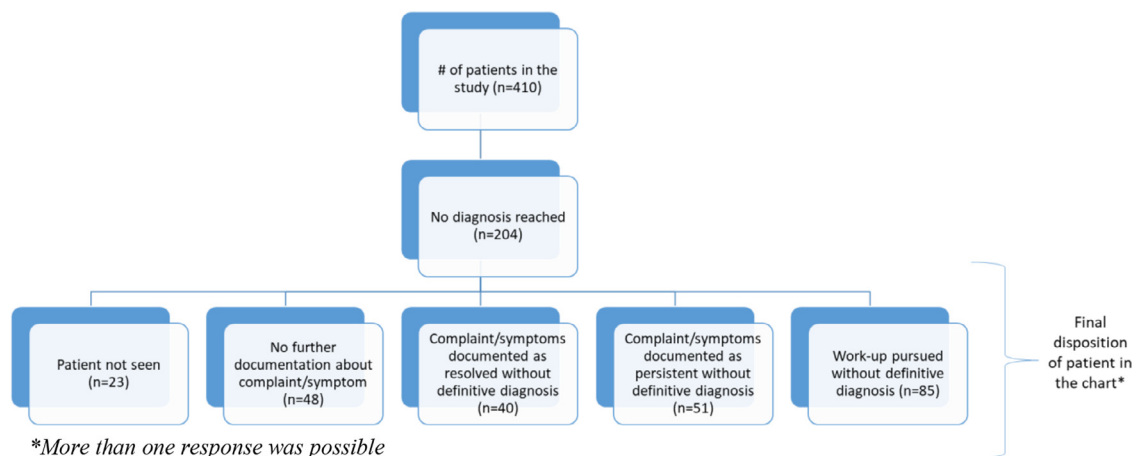 # of patients in the
study (n=410)
No diagnosis reached
(n=204)
Patient not seen
(n=23)
No further
documentation about
complaint/symptom
(n=48)
Complaint/symptoms
documented as
resolved without
definitive diagnosis
(n=40)
Complaint/symptoms
documented as
persistent without
definitive diagnosis
(n=51)
Work-up pursued
without definitive
diagnosis (n=85)
Final
disposition
of patient in
the chart*
*More than one response was possible